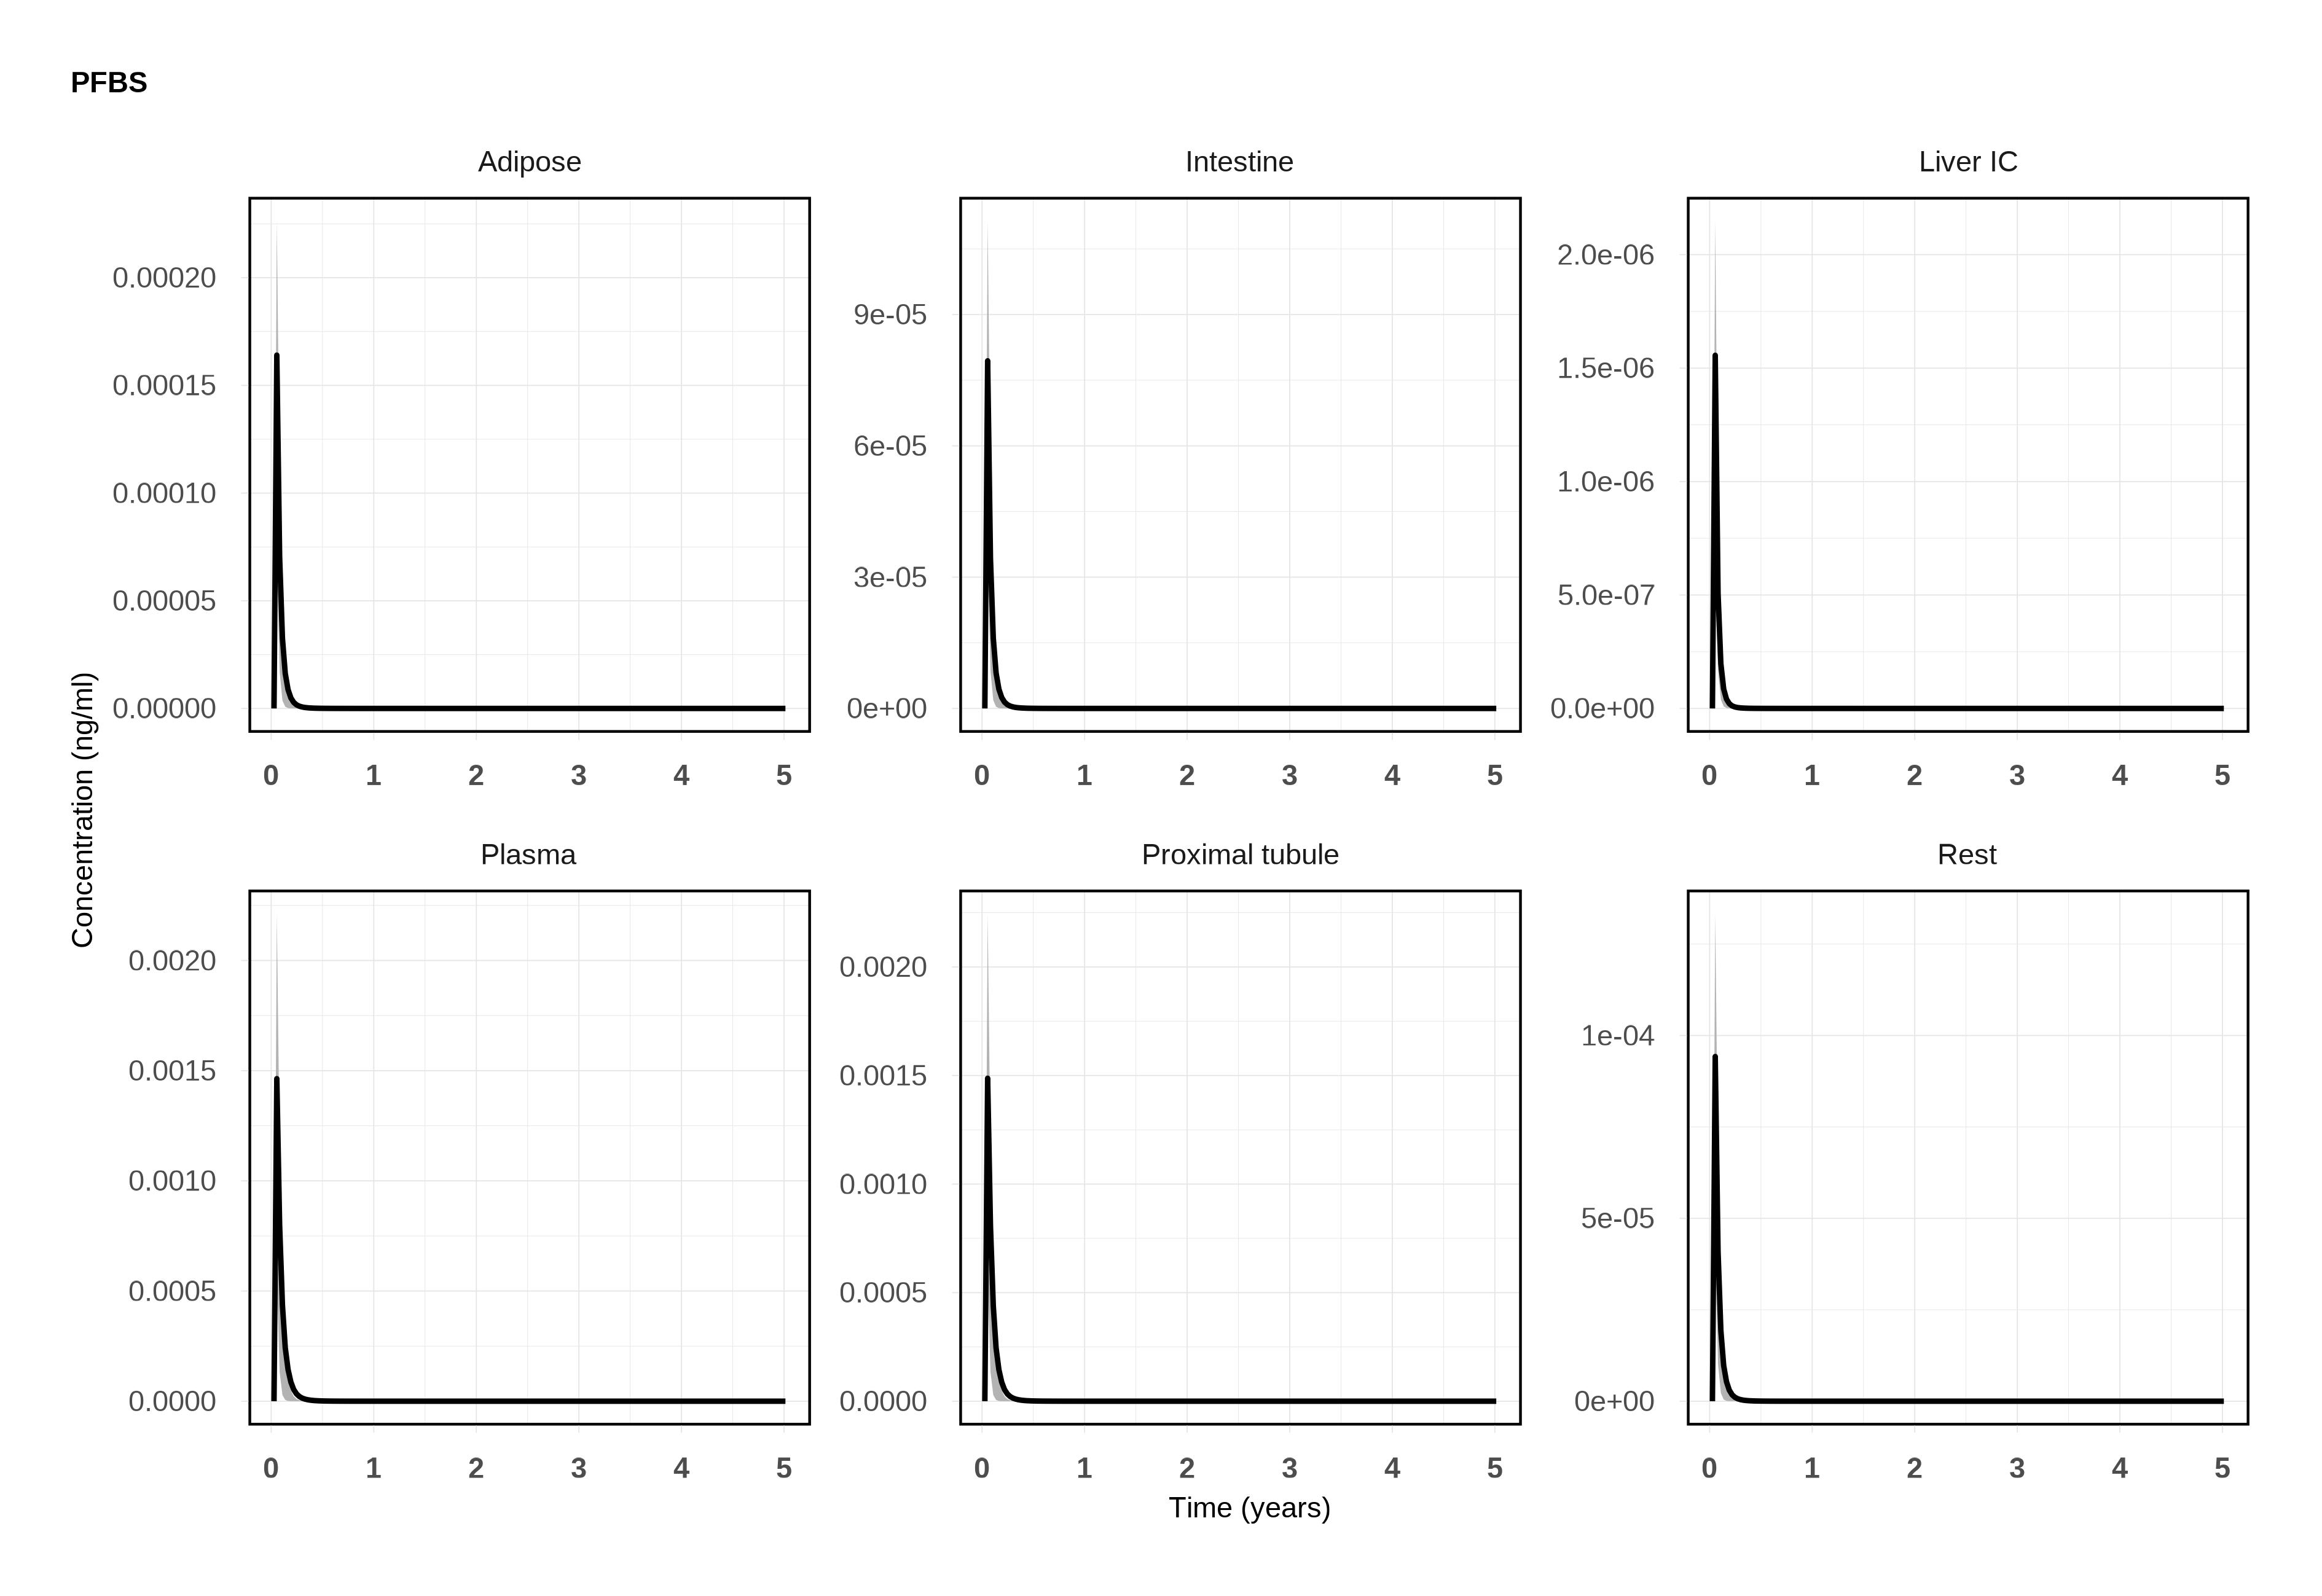 PFBS
Adipose
Intestine
Liver IC
0.00020
0.00015
0.00010
0.00005
0.00000
9e-05
6e-05
3e-05
0e+00
2.0e-06
1.5e-06
1.0e-06
5.0e-07
0.0e+00
0 1 2 3 4 5
0 1 2 3 4 5
0 1 2 3 4 5
Concentration (ng/ml)
Plasma
Proximal tubule
Rest
0.0020
0.0015
0.0010
0.0005
0.0000
0.0020
0.0015
0.0010
0.0005
0.0000
1e-04
5e-05
0e+00
0 1 2 3 4 5
0 1 2 3 4 5
0 1 2 3 4 5
Time (years)